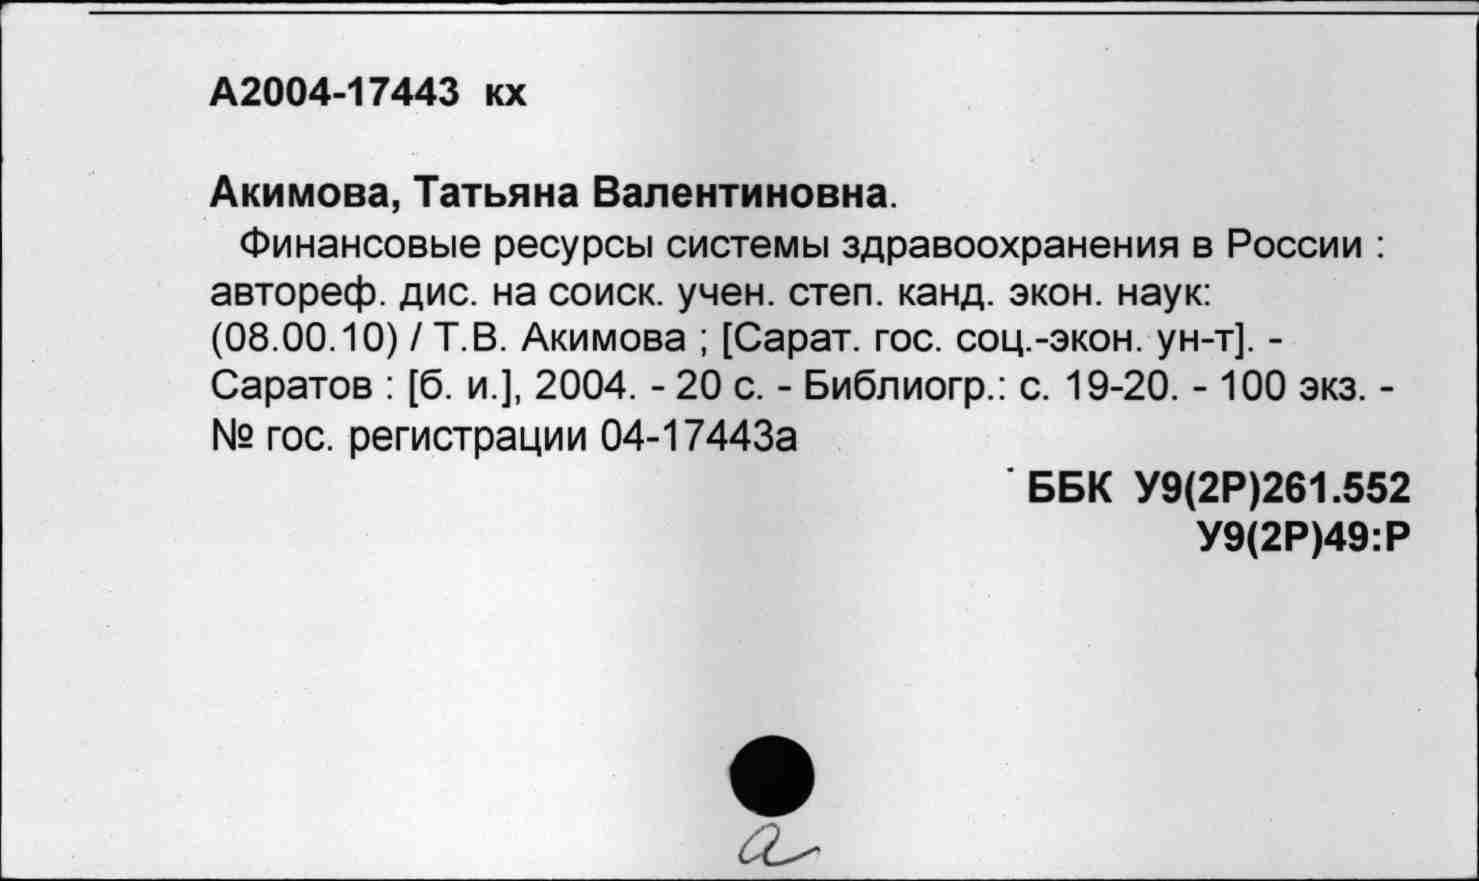 А2004-17443 кх
Акимова, Татьяна Валентиновна.
Финансовые ресурсы системы здравоохранения в России :
автореф. дис. на соиск. учен. степ. канд. экон. наук:
(08.00.10) / Т.В. Акимова ; [Сарат. гос. соц.-экон. ун-т]. -
Саратов : [б. и.], 2004. - 20 с. - Библиогр.: с. 19-20. - 100 экз. -
№ гос. регистрации 04-17443а
ББК У9(2Р)261.552
У9(2Р)49:Р
а